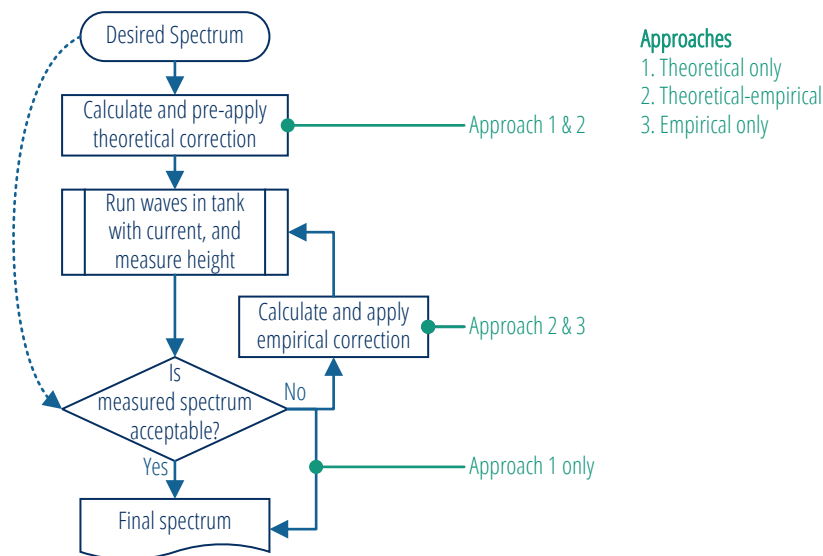 Desired Spectrum
Approaches
1. Theoretical only
2. Theoretical-empirical
3. Empirical only
Calculate and pre-apply
theoretical correction
Approach 1 & 2
Run waves in tank
with current, and
measure height
Calculate and apply
empirical correction
Approach 2 & 3
Is
measured spectrum
acceptable?
No
Yes
Approach 1 only
Final spectrum